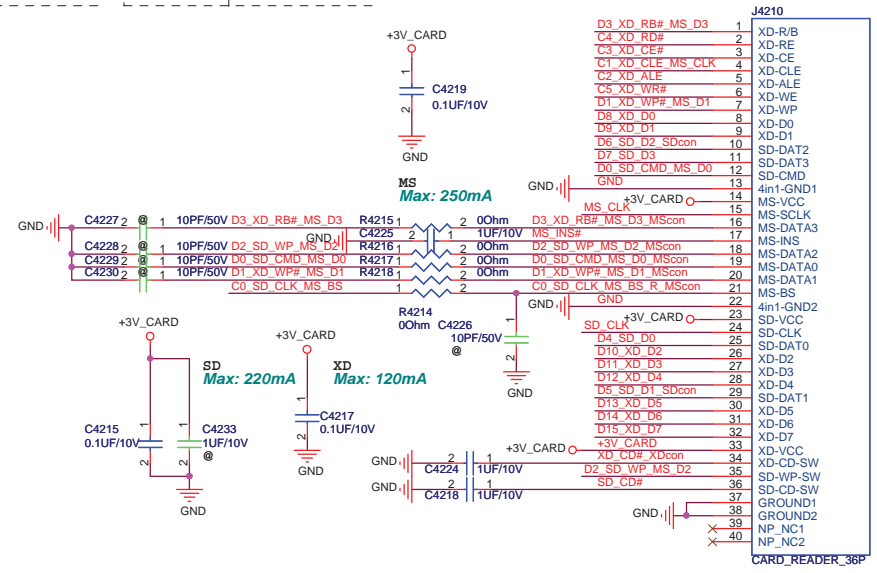 J4210
+3V_CARD
C4219
0.1UF/10V
1
2
GND
D3_XD_RB#_MS_D3 1 XD-R/B
C4_XD_RD# 2 XD-RE
C3_XD_CE# 3 XD-CE
C1_XD_CLE_MS_CLK 4 XD-CLE
C2_XD_ALE 5 XD-ALE
C5_XD_WR# 6 XD-WE
D1_XD_WP#_MS_D1 7 XD-WP
D8_XD_D0 8 XD-D0
D9_XD_D1 9 XD-D1
D6_SD_D2_SDcon 10 SD-DAT2
D7_SD_D3 11 SD-DAT3
D0_SD_CMD_MS_D0 12 SD-CMD
GND GND 13 4in1-GND1
+3V_CARD 14 MS-VCC
MS_CLK 15 MS-SCLK
MS
Max: 250mA
GND C4227 2 @ 1 10PF/50V D3_XD_RB#_MS_D3 R4215 1 2 0Ohm D3_XD_RB#_MS_D3_MScon 16 MS-DATA3
GND C4225 2 1 1UF/10V MS_INS# 17 MS-INS
C4228 2 @ 1 10PF/50V D2_SD_WP_MS_D2 R4216 1 2 0Ohm D2_SD_WP_MS_D2_MScon 18 MS-DATA2
C4229 2 @ 1 10PF/50V D0_SD_CMD_MS_D0 R4217 1 2 0Ohm D0_SD_CMD_MS_D0_MScon 19 MS-DATA0
C4230 2 @ 1 10PF/50V D1_XD_WP#_MS_D1 R4218 1 2 0Ohm D1_XD_WP#_MS_D1_MScon 20 MS-DATA1
C0_SD_CLK_MS_BS 1 2 C0_SD_CLK_MS_BS_R_MScon 21 MS-BS
R4214
0Ohm
C4226
10PF/50V
@
1
2
GND
GND GND 22 4in1-GND2
+3V_CARD 23 SD-VCC
SD_CLK 24 SD-CLK
D4_SD_D0 25 SD-DAT0
D10_XD_D2 26 XD-D2
D11_XD_D3 27 XD-D3
D12_XD_D4 28 XD-D4
D5_SD_D1_SDcon 29 SD-DAT1
D13_XD_D5 30 XD-D5
D14_XD_D6 31 XD-D6
D15_XD_D7 32 XD-D7
+3V_CARD +3V_CARD 33 XD-VCC
GND 2 1 C4224 1UF/10V XD_CD#_XDcon 34 XD-CD-SW
D2_SD_WP_MS_D2 35 SD-WP-SW
GND 2 1 C4218 1UF/10V SD_CD# 36 SD-CD-SW
37 GROUND1
GND 38 GROUND2
39 NP_NC1
40 NP_NC2
CARD_READER_36P
+3V_CARD
SD
Max: 220mA
C4215
0.1UF/10V
1
2
C4233
1UF/10V
@
1
2
GND
+3V_CARD
XD
Max: 120mA
1
C4217
0.1UF/10V
2
GND